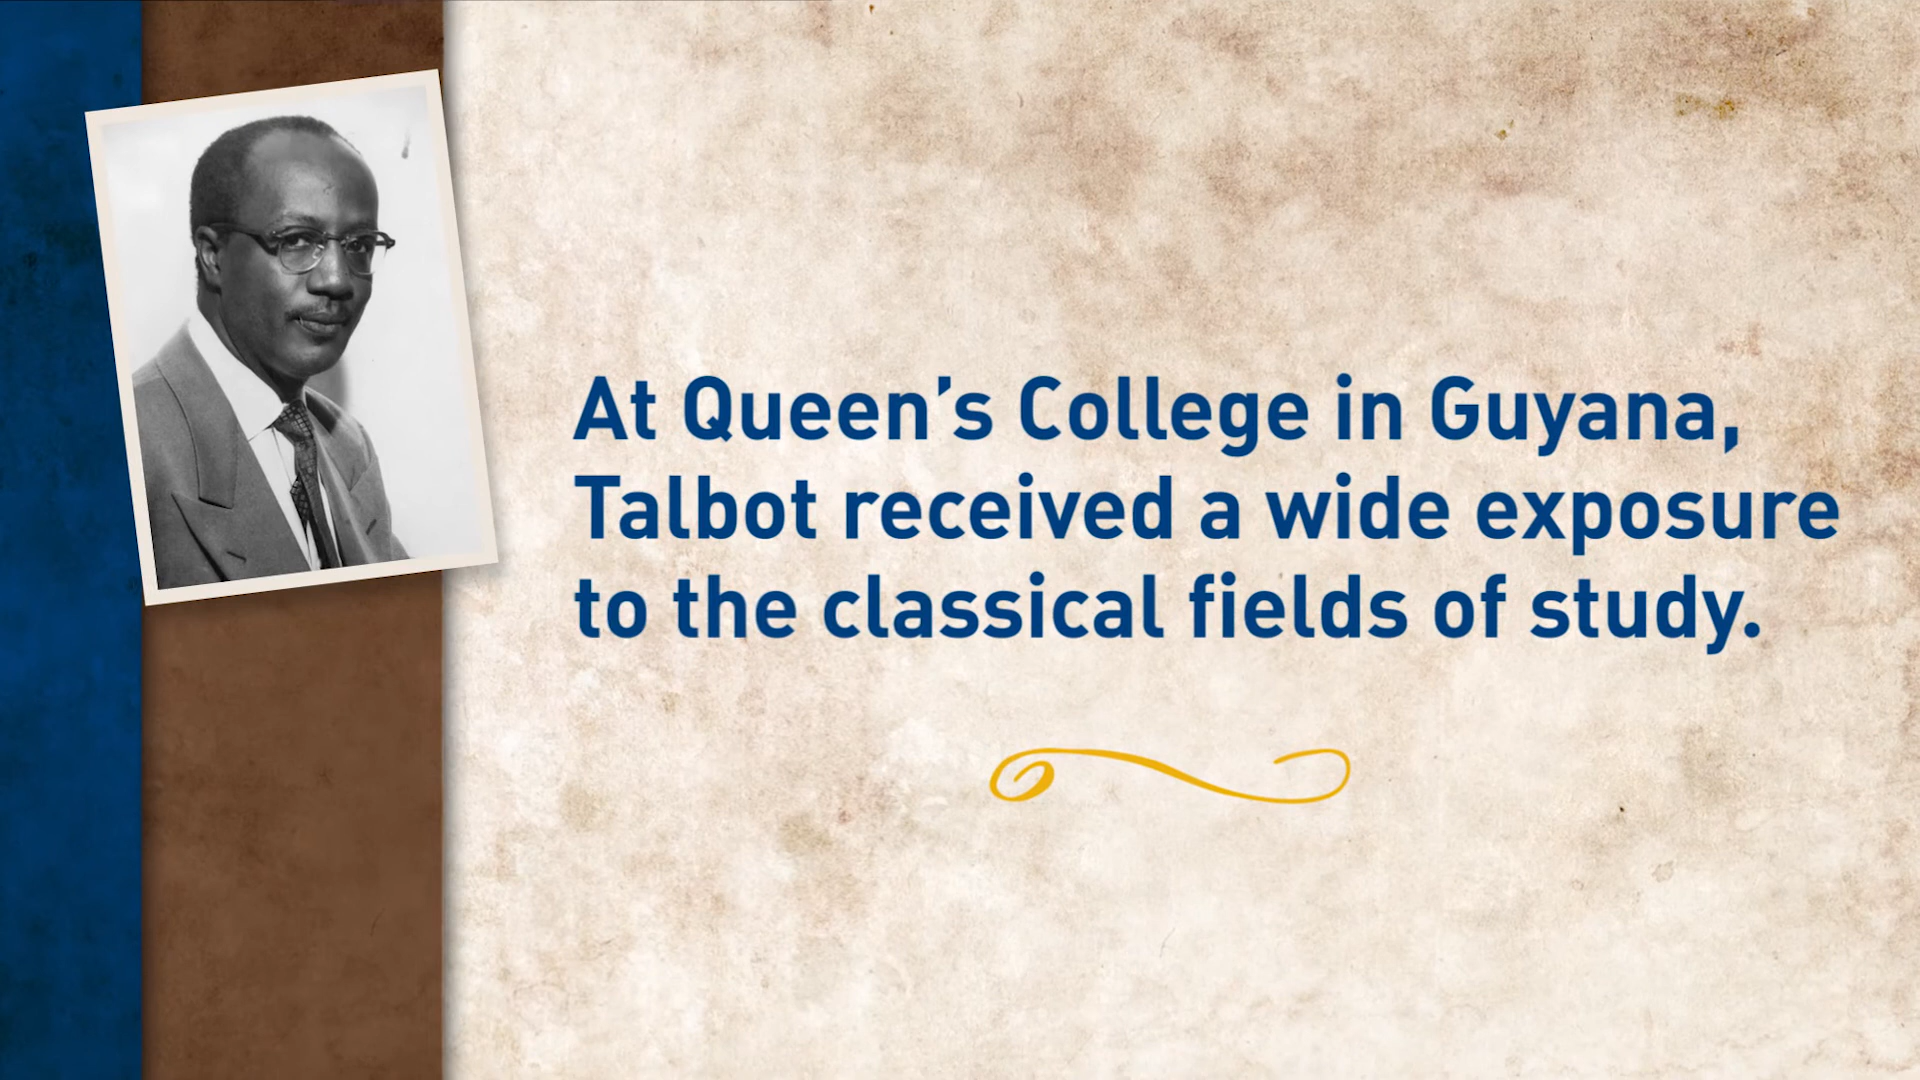 At Queen’s College in Guyana,
Talbot received a wide exposure
to the classical fields of study.